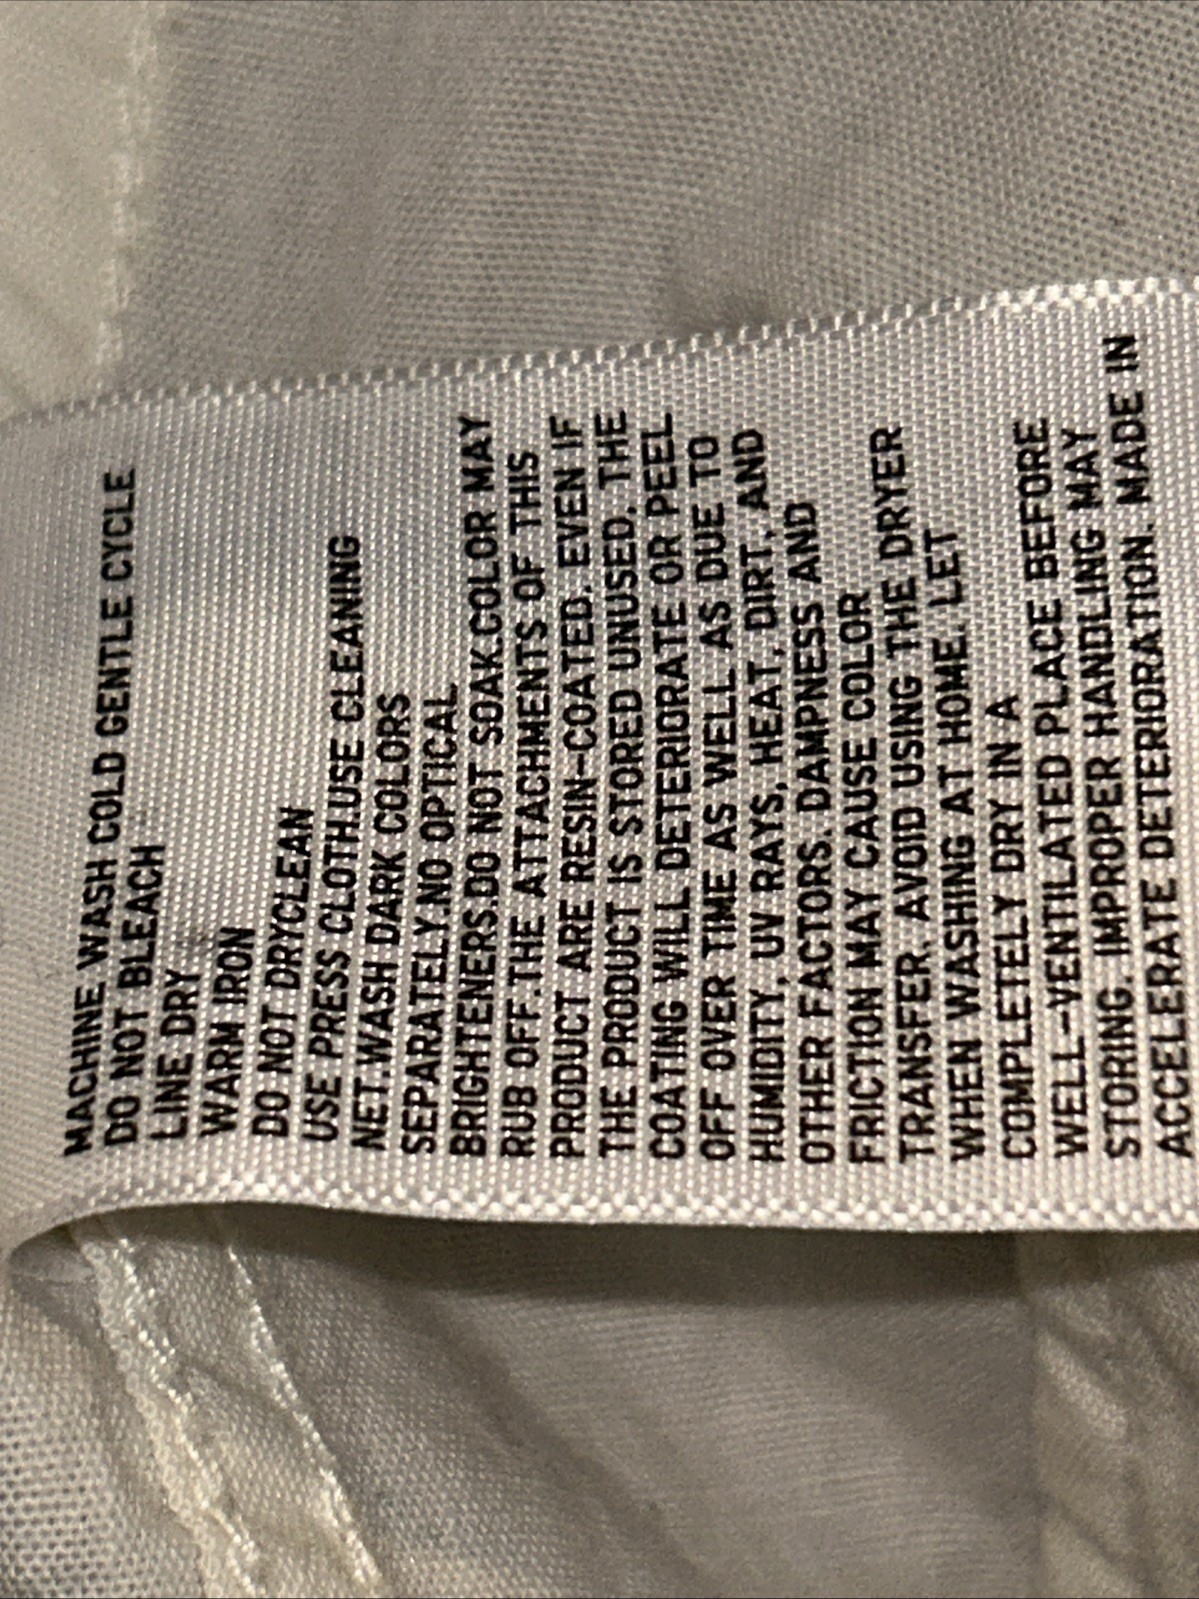 MACHINE WASH COLD GENTLE CYCLE
DO NOT BLEACH
LINE DRY
WARM IRON
DO NOT DRYCLEAN
USE PRESS CLOTH.USE CLEANING
NET.WASH DARK COLORS
SEPARATELY.NO OPTICAL
BRIGHTENERS.DO NOT SOAK.COLOR MAY
RUB OFF.THE ATTACHMENTS OF THIS
PRODUCT ARE RESIN-COATED. EVEN IF
THE PRODUCT IS STORED UNUSED, THE
COATING WILL DETERIORATE OR PEEL
OFF OVER TIME AS WELL AS DUE TO
HUMIDITY, UV RAYS, HEAT, DIRT, AND
OTHER FACTORS. DAMPNESS AND
FRICTION MAY CAUSE COLOR
TRANSFER. AVOID USING THE DRYER
WHEN WASHING AT HOME. LET
COMPLETELY DRY IN A
WELL-VENTILATED PLACE BEFORE
STORING. IMPROPER HANDLING MAY
ACCELERATE DETERIORATION. MADE IN